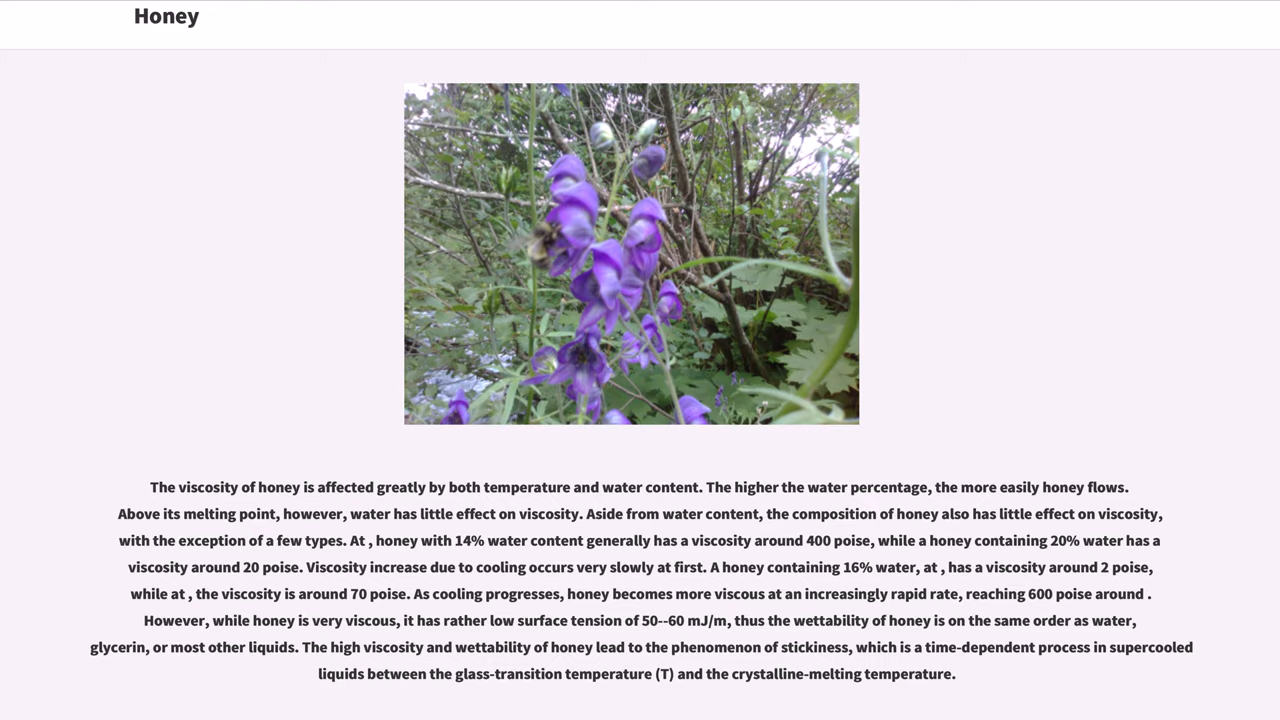 Honey
The viscosity of honey is affected greatly by both temperature and water content. The higher the water percentage, the more easily honey flows.
Above its melting point, however, water has little effect on viscosity. Aside from water content, the composition of honey also has little effect on viscosity,
with the exception of a few types. At , honey with 14% water content generally has a viscosity around 400 poise, while a honey containing 20% water has a
viscosity around 20 poise. Viscosity increase due to cooling occurs very slowly at first. A honey containing 16% water, at , has a viscosity around 2 poise,
while at , the viscosity is around 70 poise. As cooling progresses, honey becomes more viscous at an increasingly rapid rate, reaching 600 poise around .
However, while honey is very viscous, it has rather low surface tension of 50--60 mJ/m, thus the wettability of honey is on the same order as water,
glycerin, or most other liquids. The high viscosity and wettability of honey lead to the phenomenon of stickiness, which is a time-dependent process in supercooled
liquids between the glass-transition temperature (T) and the crystalline-melting temperature.